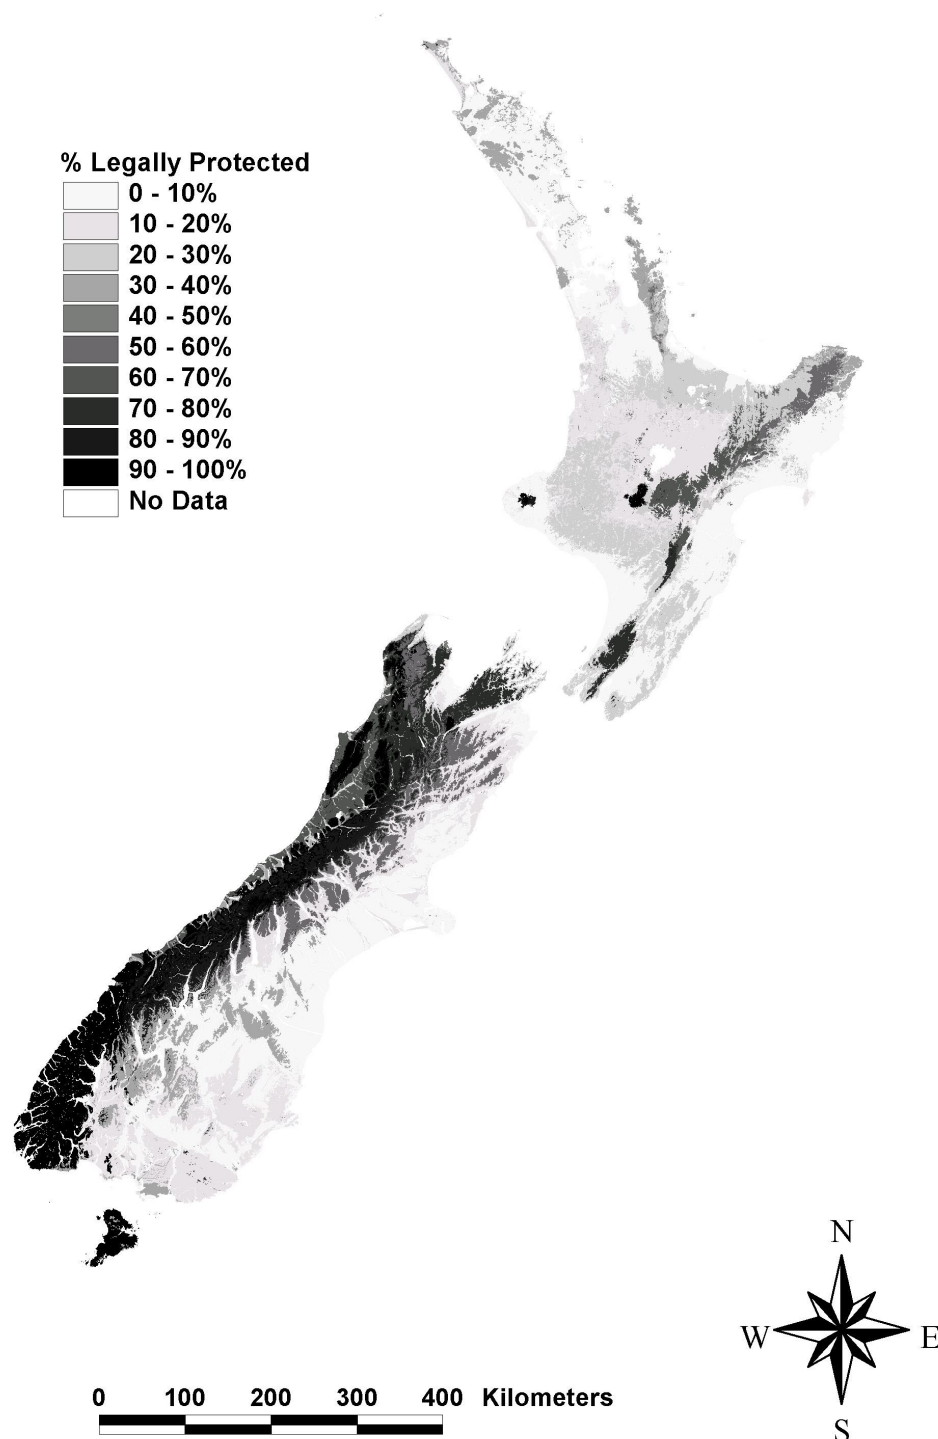 % Legally Protected
0 - 10%
10 - 20%
20 - 30%
30 - 40%
40 - 50%
50 - 60%
60 - 70%
70 - 80%
80 - 90%
90 - 100%
No Data
N
W E
S
0 100 200 300 400 Kilometers